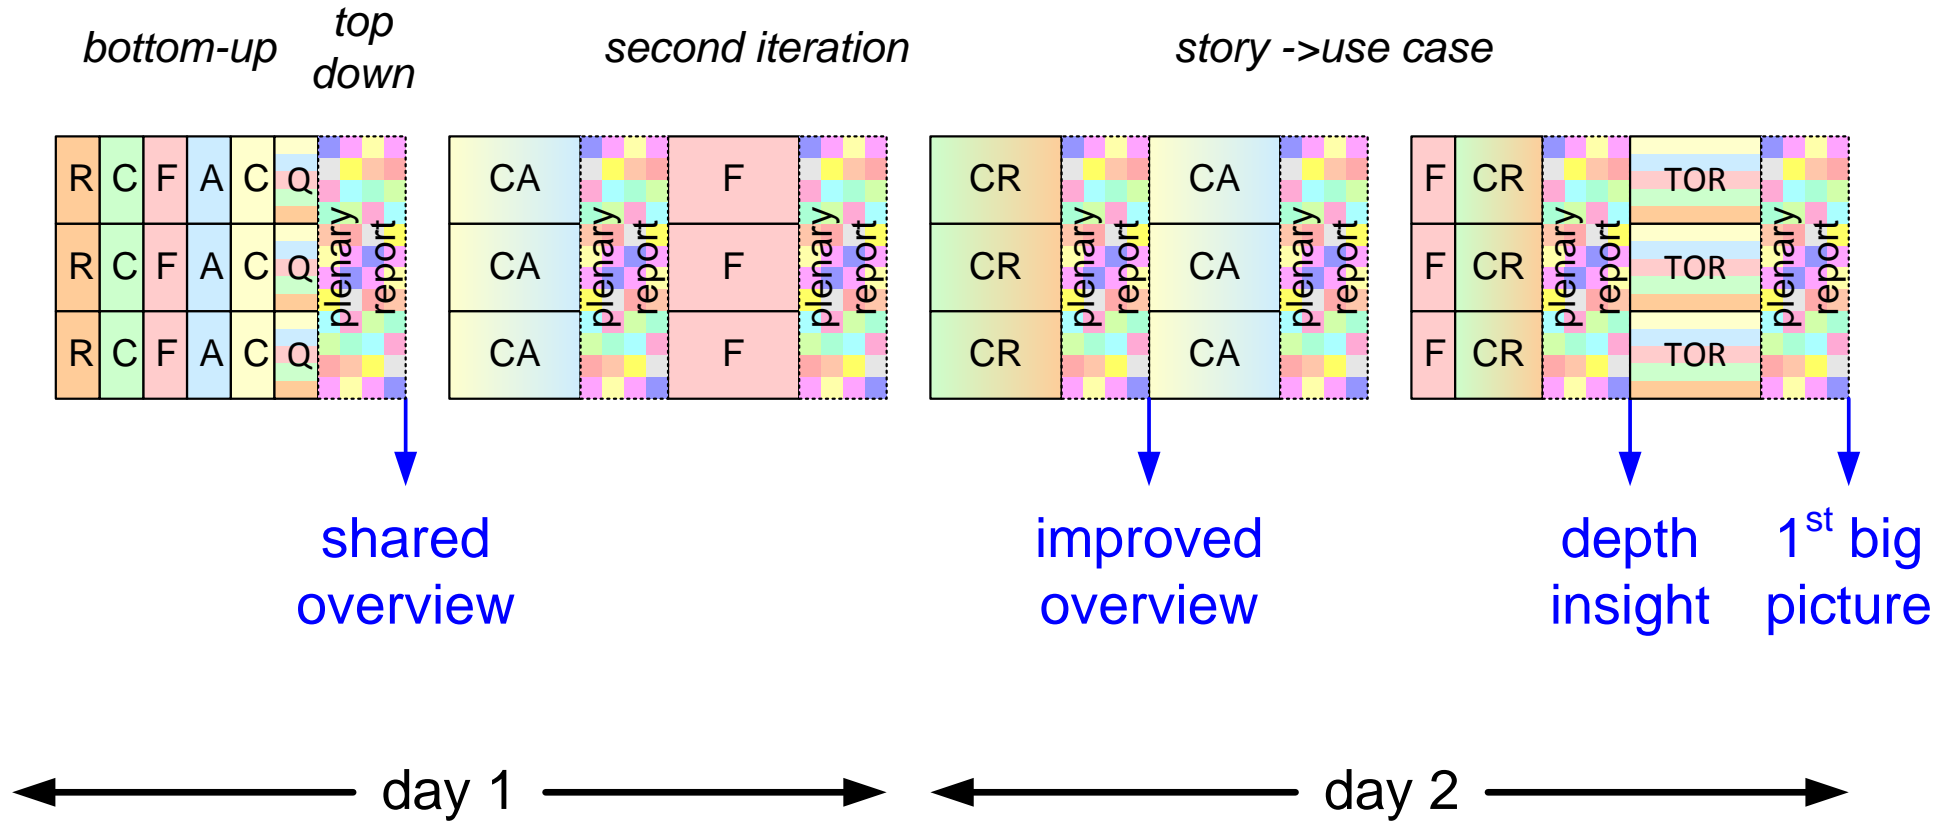 bottom-up
top
down
second iteration
story ->use case
R C F A C Q
R C F A C Q
R C F A C Q
plenary
report
CA
CA
CA
plenary
report
F
F
F
plenary
report
CR
CR
CR
plenary
report
CA
CA
CA
plenary
report
F CR
F CR
F CR
plenary
report
TOR
TOR
TOR
plenary
report
shared
overview
improved
overview
depth
insight
1st big
picture
day 1
day 2